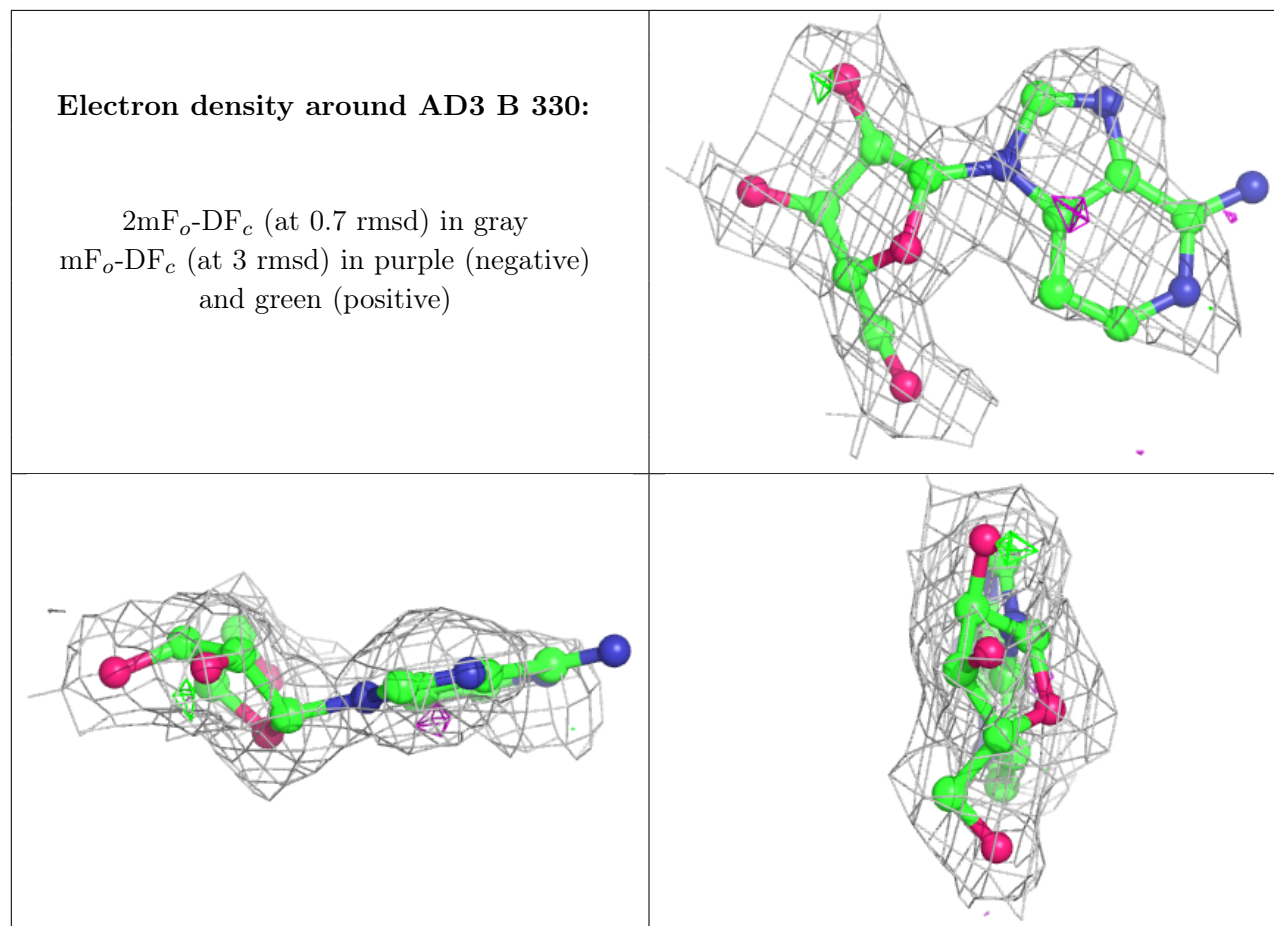 Electron density around AD3 B 330:
2mFo-DFc (at 0.7 rmsd) in gray
mFo-DFc (at 3 rmsd) in purple (negative)
and green (positive)